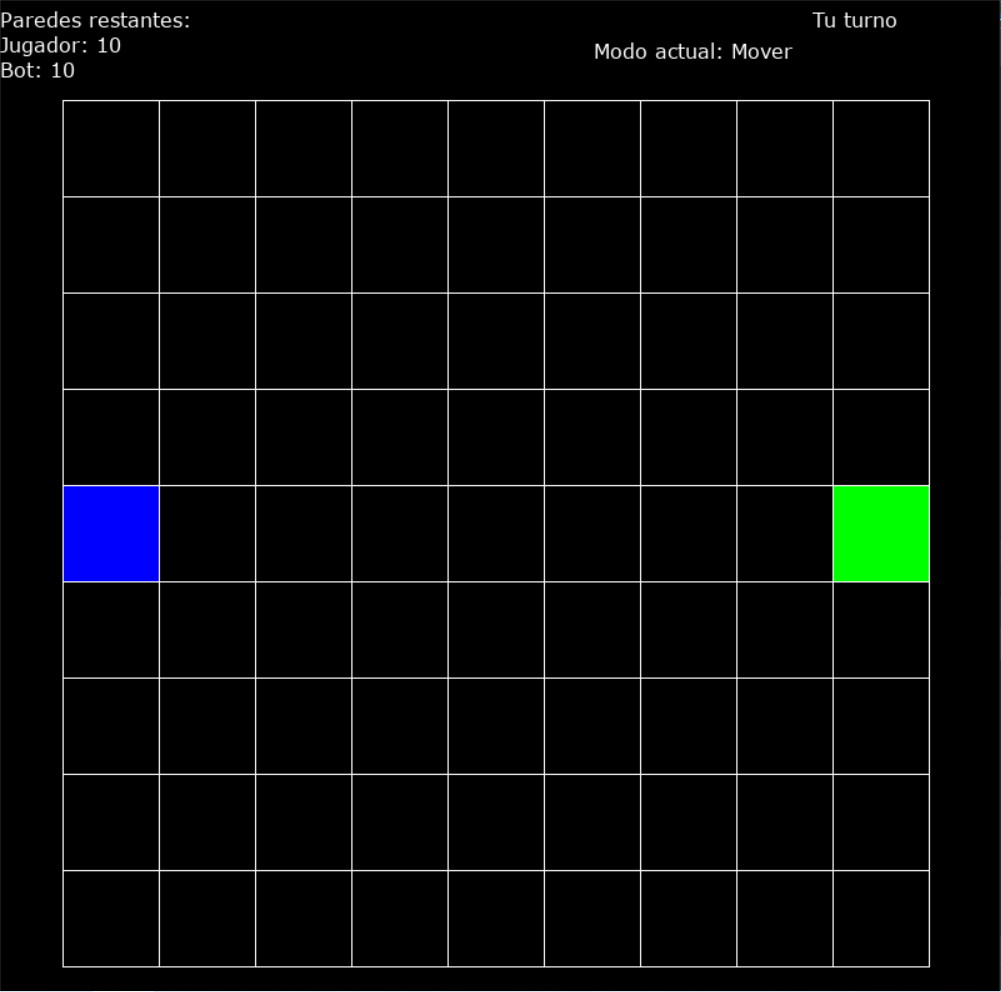 Paredes restantes:
Jugador: 10
Bot: 10
Tu turno
Modo actual: Mover